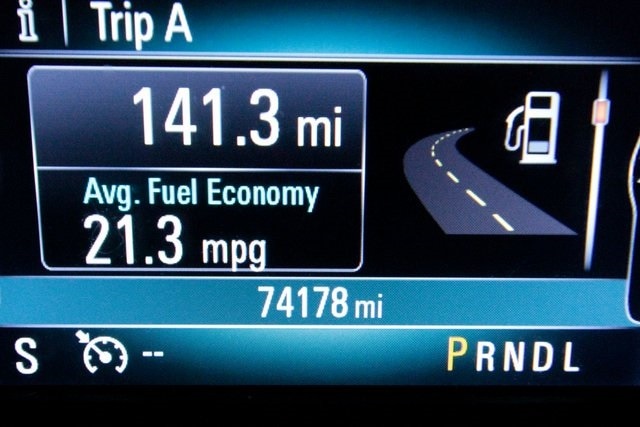 i Trip A
141.3 mi
Avg. Fuel Economy
21.3 mpg
74178 mi
S -- PRNDL